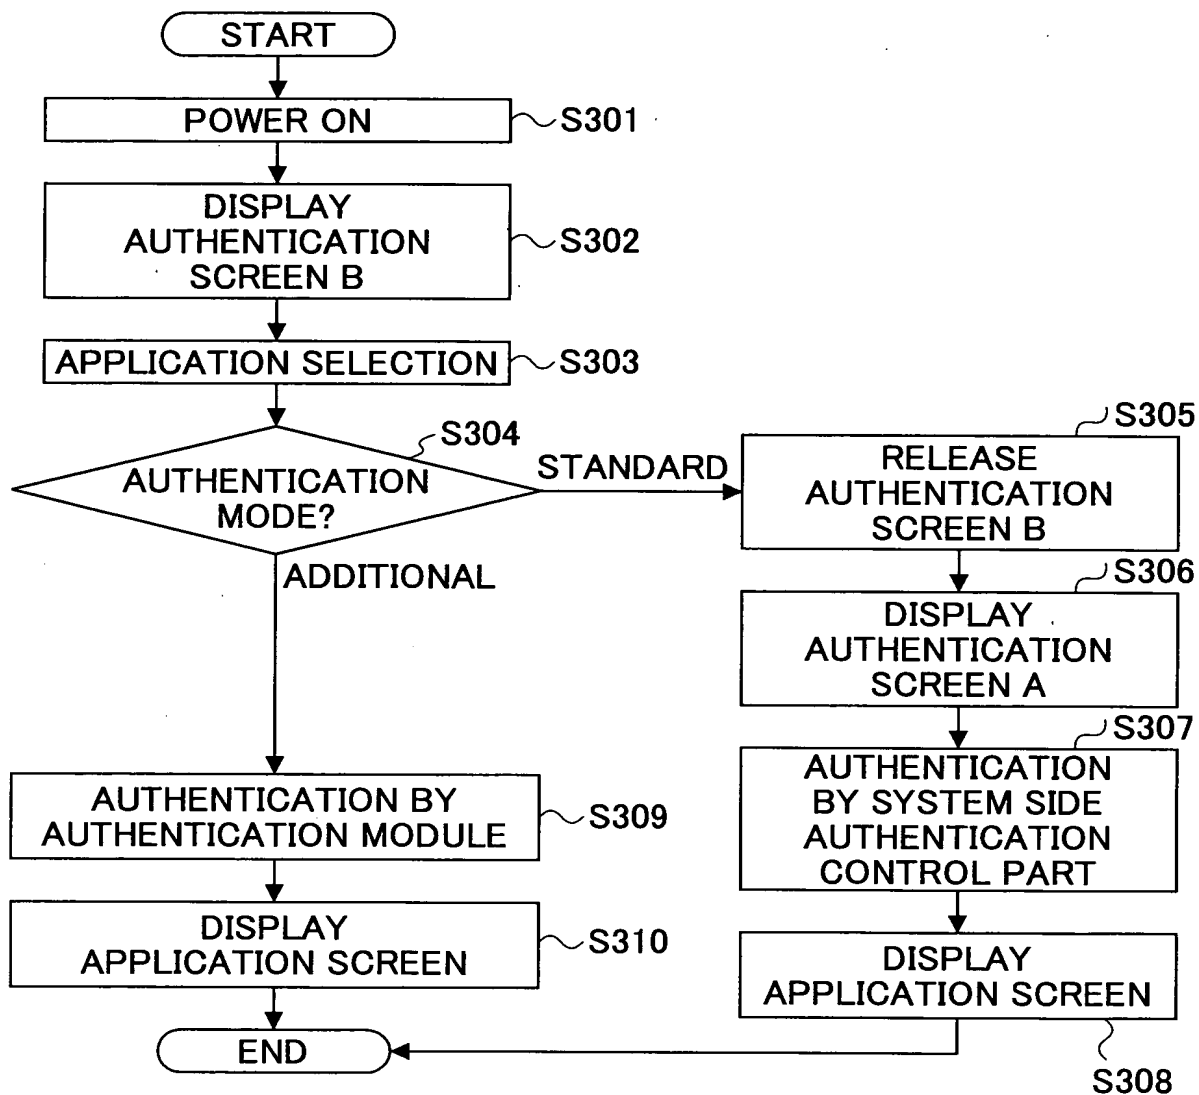 START
POWER ON
S301
DISPLAY
AUTHENTICATION
SCREEN B
S302
APPLICATION SELECTION
S303
S304
AUTHENTICATION
MODE?
STANDARD
ADDITIONAL
S305
RELEASE
AUTHENTICATION
SCREEN B
S306
DISPLAY
AUTHENTICATION
SCREEN A
S307
AUTHENTICATION
BY SYSTEM SIDE
AUTHENTICATION
CONTROL PART
DISPLAY
APPLICATION SCREEN
S308
AUTHENTICATION BY
AUTHENTICATION MODULE
S309
DISPLAY
APPLICATION SCREEN
S310
END